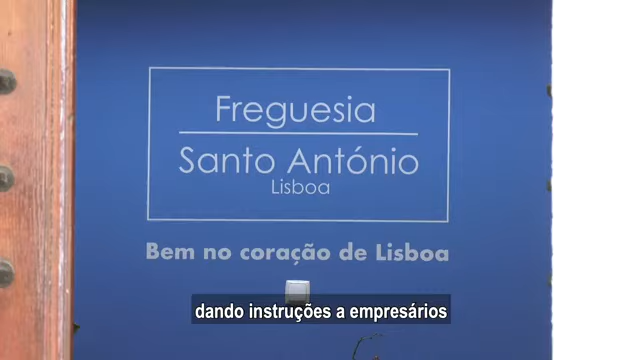 Freguesia
Santo António
Lisboa
Bem no coração de Lisboa
dando instruções a empresários